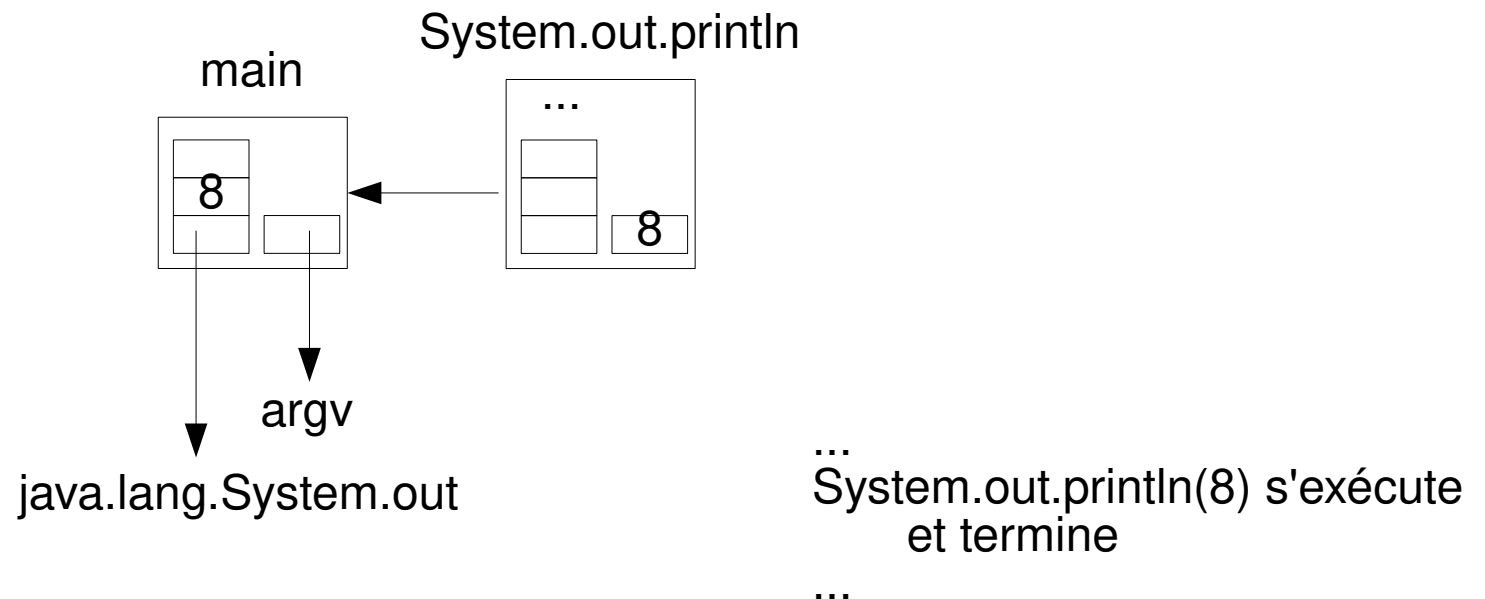 System.out.println
main
...
8
8
argv
java.lang.System.out
...
System.out.println(8) s'exécute
et termine
...